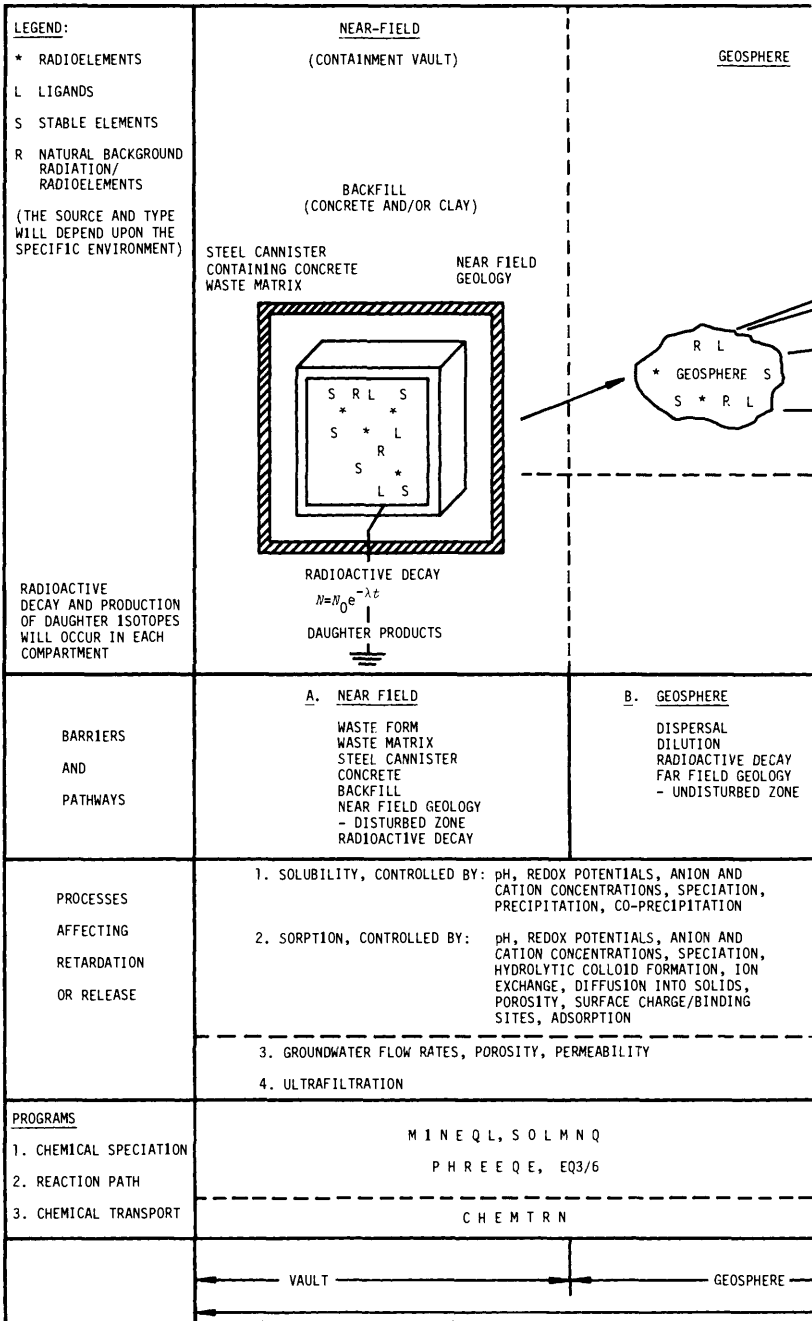 LEGEND:
* RADIOELEMENTS
L LIGANDS
S STABLE ELEMENTS
R NATURAL BACKGROUND
RADIATION/
RADIOELEMENTS
(THE SOURCE AND TYPE
WILL DEPEND UPON THE
SPECIFIC ENVIRONMENT)
RADIOACTIVE
DECAY AND PRODUCTION
OF DAUGHTER ISOTOPES
WILL OCCUR IN EACH
COMPARTMENT
NEAR-FIELD
(CONTAINMENT VAULT)
BACKFILL
(CONCRETE AND/OR CLAY)
STEEL CANNISTER
CONTAINING CONCRETE
WASTE MATRIX
NEAR FIELD
GEOLOGY
S R L S
* *
S * L
R
S *
L S
RADIOACTIVE DECAY
N=N0e-λt
DAUGHTER PRODUCTS
GEOSPHERE
R L
* GEOSPHERE S
S * R L
BARRIERS
AND
PATHWAYS
A. NEAR FIELD
WASTE FORM
WASTE MATRIX
STEEL CANNISTER
CONCRETE
BACKFILL
NEAR FIELD GEOLOGY
- DISTURBED ZONE
RADIOACTIVE DECAY
B. GEOSPHERE
DISPERSAL
DILUTION
RADIOACTIVE DECAY
FAR FIELD GEOLOGY
- UNDISTURBED ZONE
PROCESSES
AFFECTING
RETARDATION
OR RELEASE
1. SOLUBILITY, CONTROLLED BY: pH, REDOX POTENTIALS, ANION AND
CATION CONCENTRATIONS, SPECIATION,
PRECIPITATION, CO-PRECIPITATION
2. SORPTION, CONTROLLED BY: pH, REDOX POTENTIALS, ANION AND
CATION CONCENTRATIONS, SPECIATION,
HYDROLYTIC COLLOID FORMATION, ION
EXCHANGE, DIFFUSION INTO SOLIDS,
POROSITY, SURFACE CHARGE/BINDING
SITES, ADSORPTION
3. GROUNDWATER FLOW RATES, POROSITY, PERMEABILITY
4. ULTRAFILTRATION
PROGRAMS
1. CHEMICAL SPECIATION
2. REACTION PATH
3. CHEMICAL TRANSPORT
M I N E Q L, S O L M N Q
P H R E E Q E, EQ3/6
C H E M T R N
VAULT
GEOSPHERE